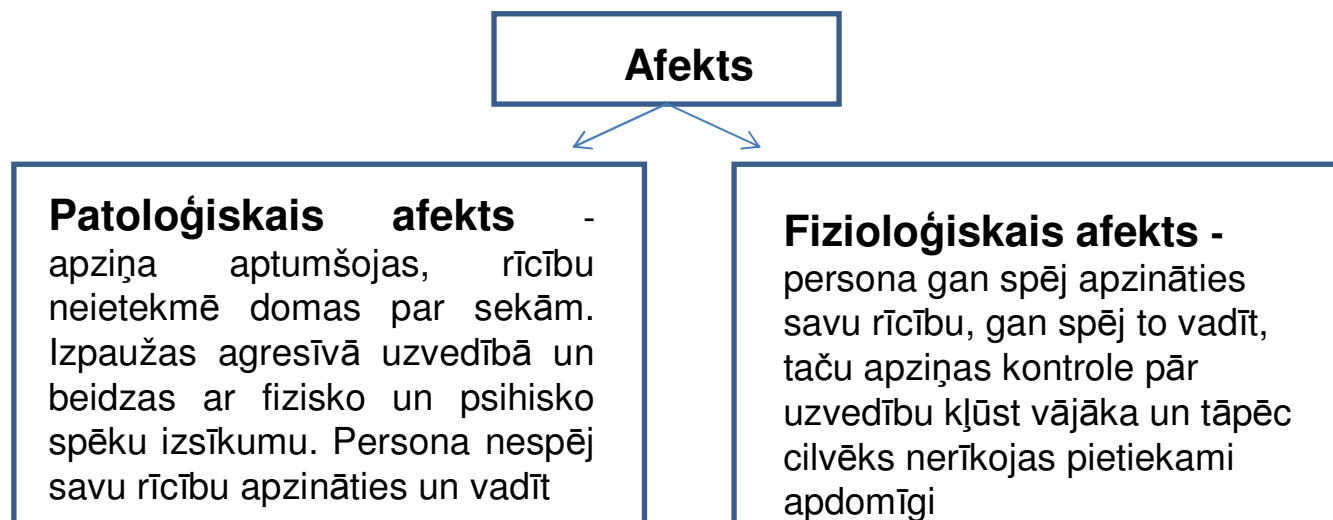 Afekts
Patoloģiskais afekts -
apziņa aptumšojas, rīcību
neietekmē domas par sekām.
Izpaužas agresīvā uzvedībā un
beidzas ar fizisko un psihisko
spēku izsīkumu. Persona nespēj
savu rīcību apzināties un vadīt
Fizioloģiskais afekts -
persona gan spēj apzināties
savu rīcību, gan spēj to vadīt,
taču apziņas kontrole pār
uzvedību kļūst vājāka un tāpēc
cilvēks nerīkojas pietiekami
apdomīgi